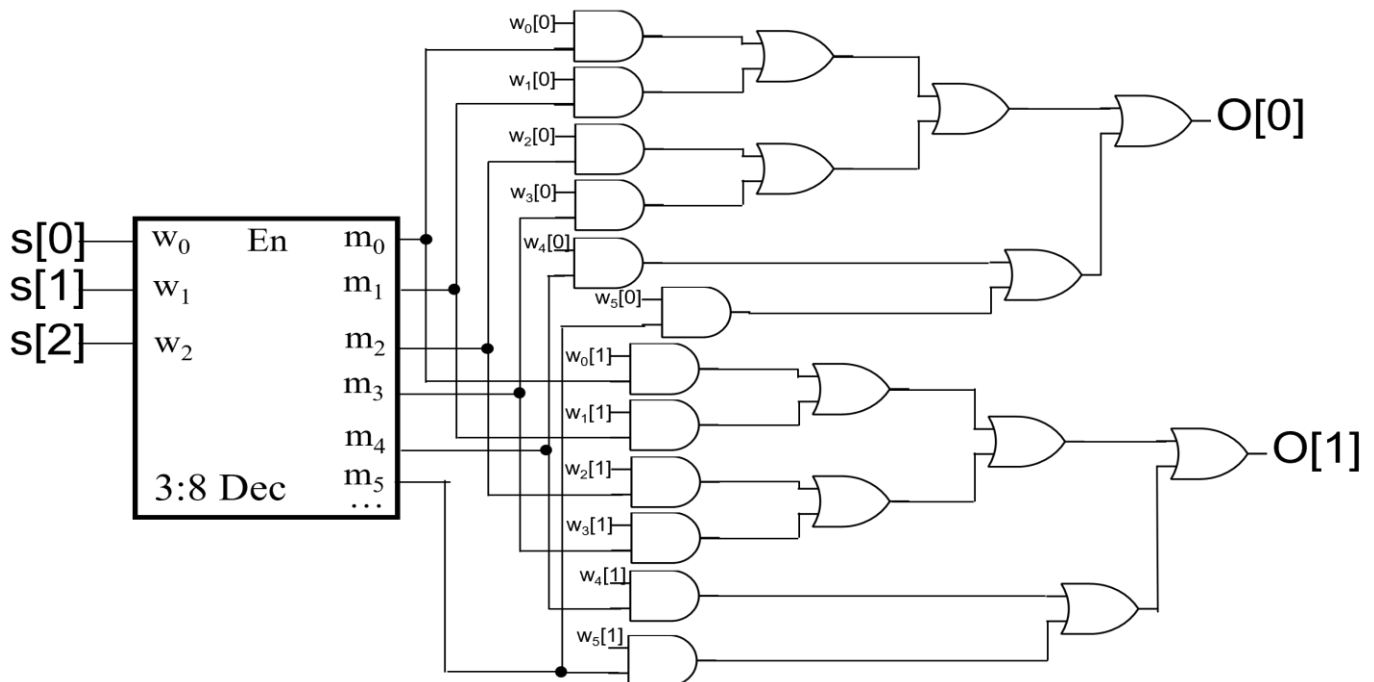 w₀[0]
w₁[0]
O[0]
w₂[0]
w₃[0]
s[0] w₀ En m₀ w₄[0]
s[1] w₁ m₁ w₅[0]
s[2] w₂ m₂
w₀[1]
m₃
w₁[1]
m₄ O[1]
w₂[1]
3:8 Dec m₅
...
w₃[1]
w₄[1]
w₅[1]